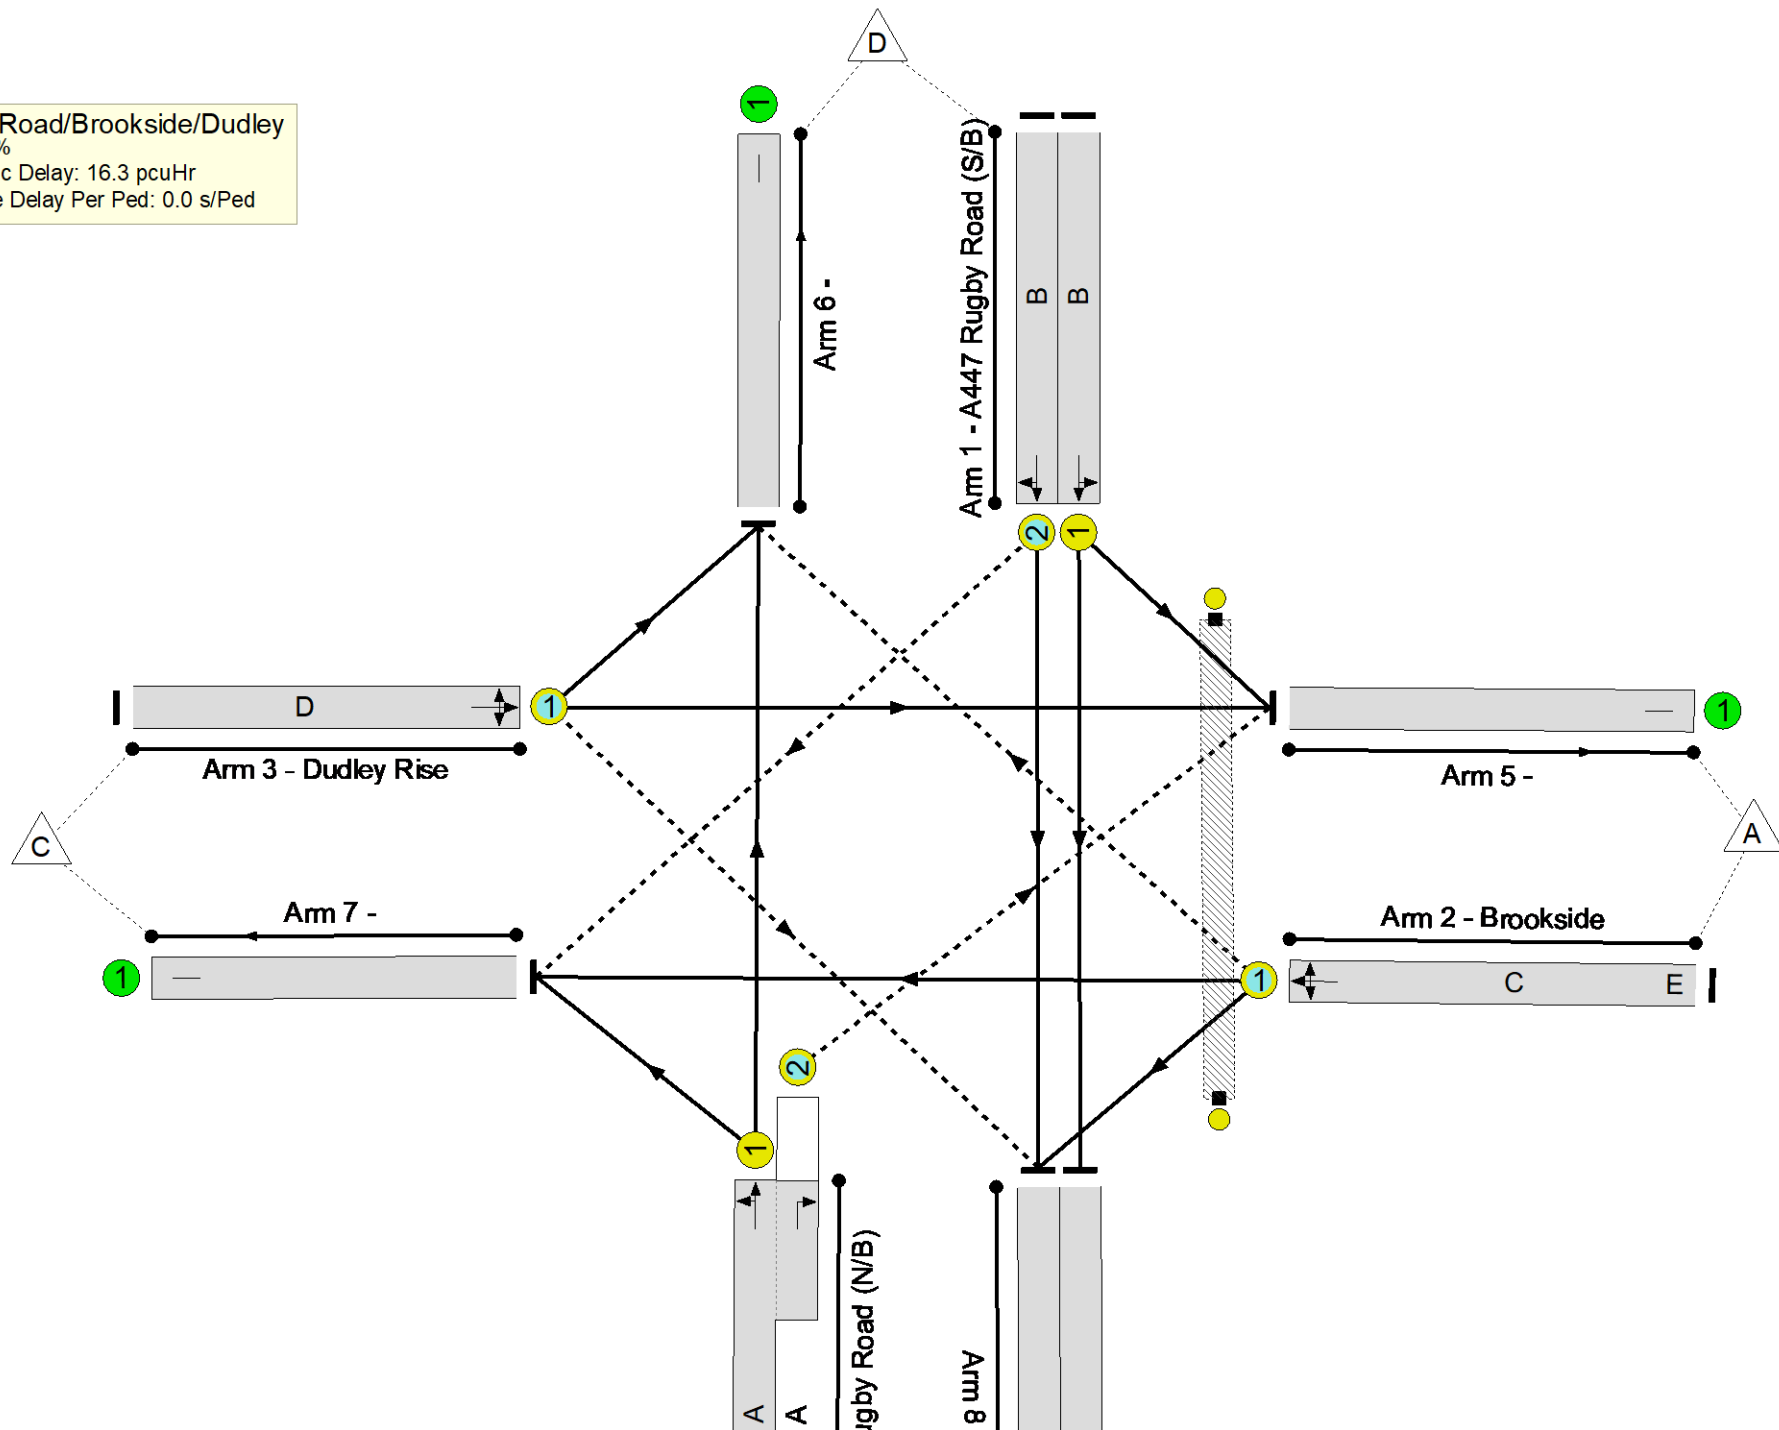 D
Road/Brookside/Dudley
%
c Delay: 16.3 pcuHr
e Delay Per Ped: 0.0 s/Ped
1
Arm 6 -
Arm 1 - A447 Rugby Road (S/B)
B
B
2
1
D
1
Arm 3 - Dudley Rise
1
Arm 5 -
C
A
Arm 7 -
Arm 2 - Brookside
1
1
C
E
2
1
ugby Road (N/B)
Arm 8
A
A